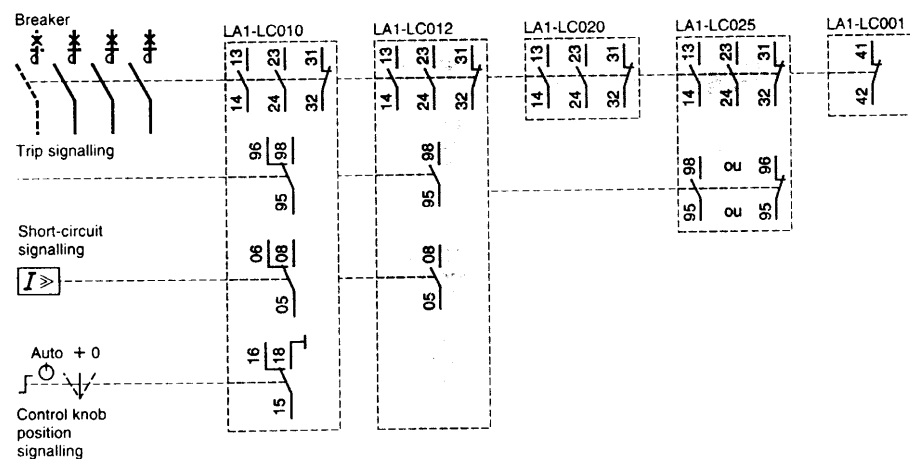 Breaker
LA1-LC010
LA1-LC012
LA1-LC020
LA1-LC025
LA1-LC001
13 23 31
13 23 31
13 23 31
13 23 31
41
14 24 32
14 24 32
14 24 32
14 24 32
42
Trip signalling
96 98
98
98 ou 96
95
95
95 ou 95
Short-circuit
signalling
I >>
06 08
08
05
05
Auto + 0
16 18
15
Control knob
position
signalling